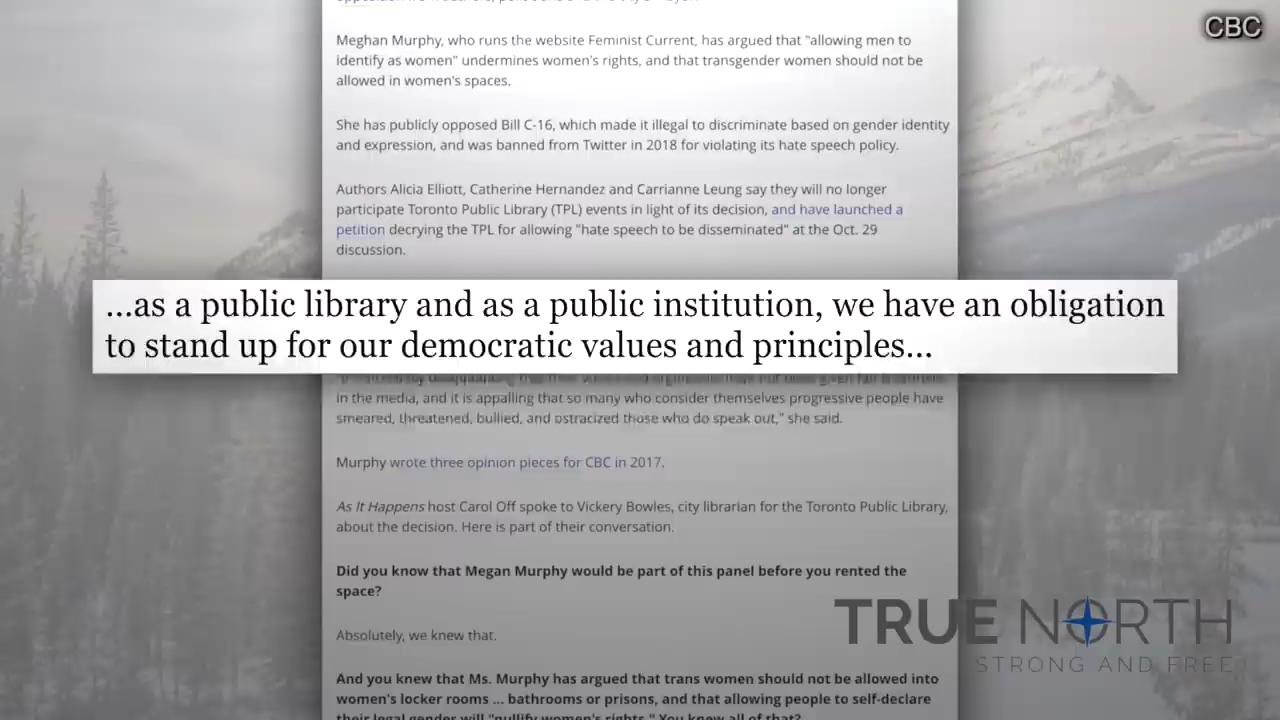 CBC
Meghan Murphy, who runs the website Feminist Current, has argued that "allowing men to
identify as women" undermines women's rights, and that transgender women should not be
allowed in women's spaces.
She has publicly opposed Bill C-16, which made it illegal to discriminate based on gender identity
and expression, and was banned from Twitter in 2018 for violating its hate speech policy.
Authors Alicia Elliott, Catherine Hernandez and Carrianne Leung say they will no longer
participate Toronto Public Library (TPL) events in light of its decision, and have launched a
petition decrying the TPL for allowing "hate speech to be disseminated" at the Oct. 29
discussion.
...as a public library and as a public institution, we have an obligation
to stand up for our democratic values and principles...
in the media, and it is appalling that so many who consider themselves progressive people have
smeared, threatened, bullied, and ostracized those who do speak out," she said.
Murphy wrote three opinion pieces for CBC in 2017.
As It Happens host Carol Off spoke to Vickery Bowles, city librarian for the Toronto Public Library,
about the decision. Here is part of their conversation.
Did you know that Megan Murphy would be part of this panel before you rented the
space?
Absolutely, we knew that.
And you knew that Ms. Murphy has argued that trans women should not be allowed into
women's locker rooms ... bathrooms or prisons, and that allowing people to self-declare
their legal gender will "nullify women's rights." You knew all of that?
TRUE NORTH
STRONG AND FREE